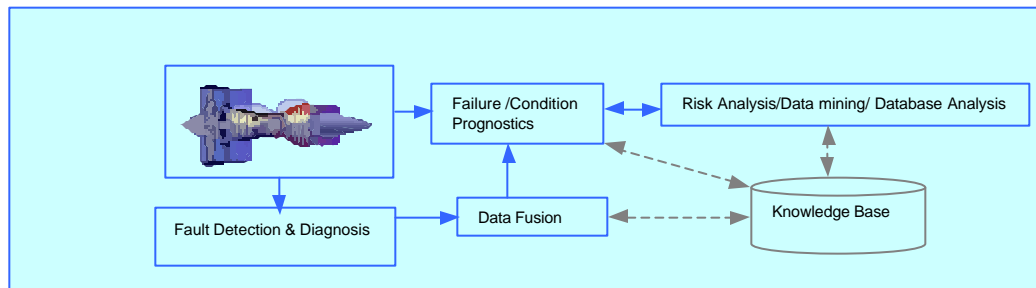 Failure /Condition
Prognostics
Risk Analysis/Data mining/ Database Analysis
Fault Detection & Diagnosis
Data Fusion
Knowledge Base